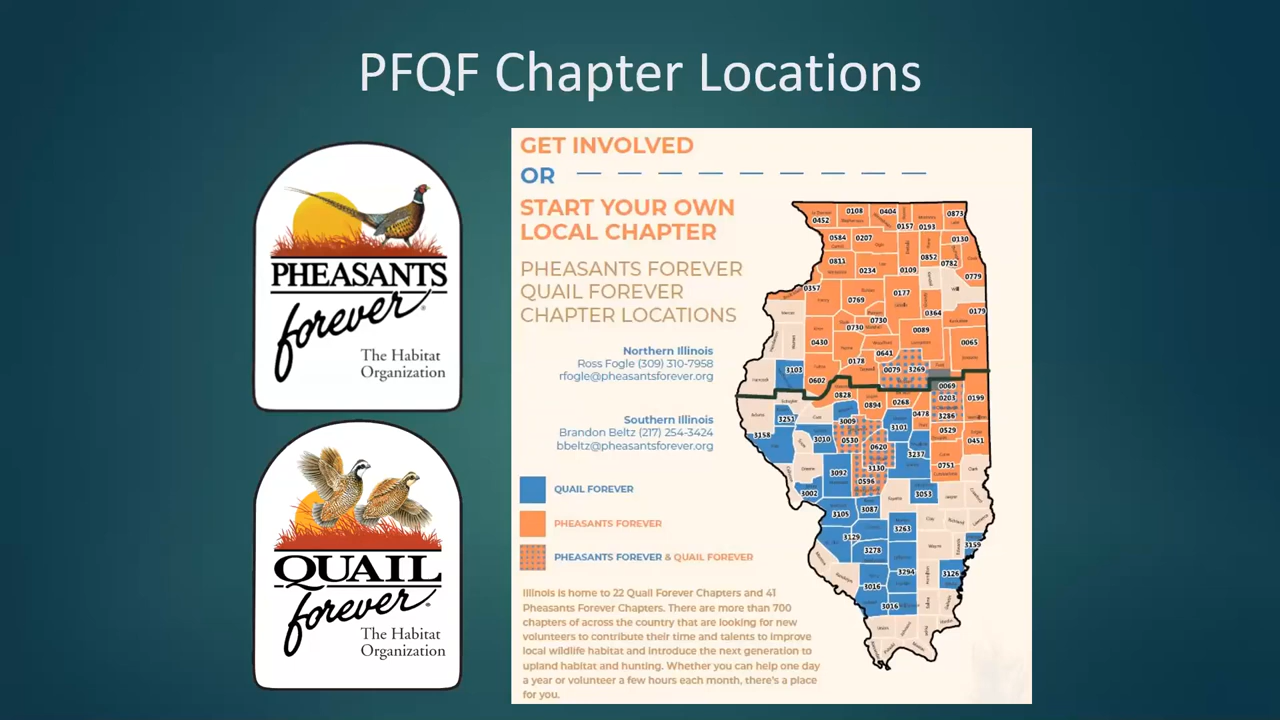 PFQF Chapter Locations
PHEASANTS
forever
The Habitat
Organization
QUAIL
forever
The Habitat
Organization
GET INVOLVED
OR
START YOUR OWN
LOCAL CHAPTER
PHEASANTS FOREVER
QUAIL FOREVER
CHAPTER LOCATIONS
Northern Illinois
Ross Fogle (309) 310-7958
rfogle@pheasantsforever.org
Southern Illinois
Brandon Beltz (217) 254-3424
bbeltz@pheasantsforever.org
QUAIL FOREVER
PHEASANTS FOREVER
PHEASANTS FOREVER & QUAIL FOREVER
Illinois is home to 22 Quail Forever Chapters and 41
Pheasants Forever Chapters. There are more than 700
chapters of across the country that are looking for new
volunteers to contribute their time and talents to improve
local wildlife habitat and introduce the next generation to
upland habitat and hunting. Whether you can help one day
a year or volunteer a few hours each month, there's a place
for you.
0452 0108 0404 0157 0193 0873
0584 0207 0130
0811 0234 0109 0852 0782 0779
0357 0769 0177 0364 0179
0430 0730 0730 0089 0065
0178 0641
3103 0602 0079 3269 0069
0828 0894 0268 0478 0203 0199
3286
3251 3009 3101 0529
3158 3010 0530 0620 3237 0451
3092 3130 0751
3002 0596 3053
3105 3087
3129 3263 3159
3278
3294 3126
3016
3016